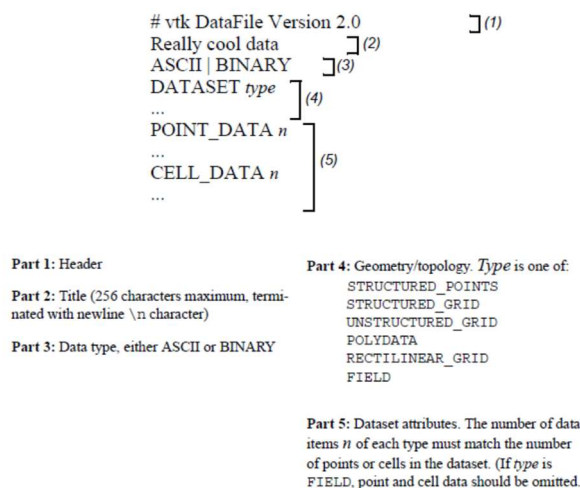 # vtk DataFile Version 2.0 (1)
Really cool data (2)
ASCII | BINARY (3)
DATASET type
... (4)
POINT_DATA n
...
CELL_DATA n (5)
...
Part 1: Header
Part 2: Title (256 characters maximum, termi-
nated with newline \n character)
Part 3: Data type, either ASCII or BINARY
Part 4: Geometry/topology. Type is one of:
STRUCTURED_POINTS
STRUCTURED_GRID
UNSTRUCTURED_GRID
POLYDATA
RECTILINEAR_GRID
FIELD
Part 5: Dataset attributes. The number of data
items n of each type must match the number
of points or cells in the dataset. (If type is
FIELD, point and cell data should be omitted.